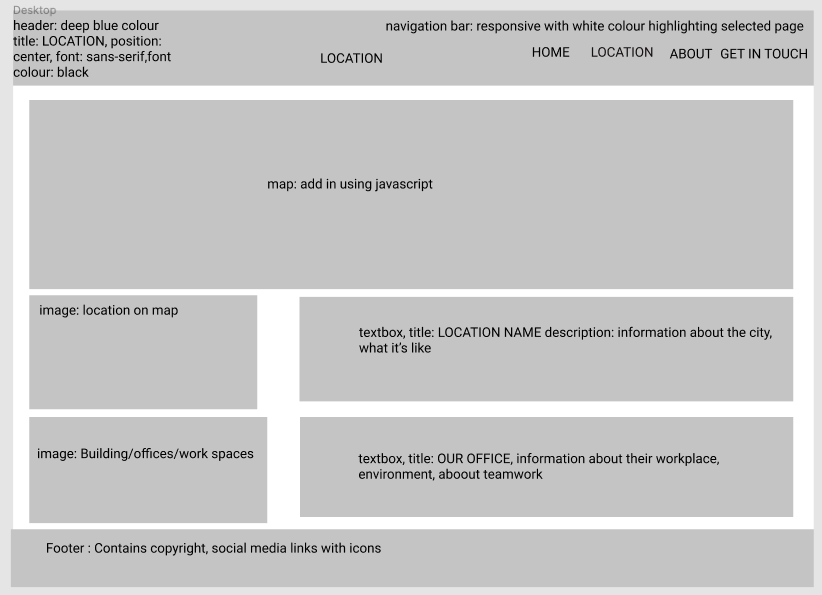 Desktop
header: deep blue colour
title: LOCATION, position:
center, font: sans-serif,font
colour: black
navigation bar: responsive with white colour highlighting selected page
LOCATION
HOME LOCATION ABOUT GET IN TOUCH
map: add in using javascript
image: location on map
textbox, title: LOCATION NAME description: information about the city,
what it's like
image: Building/offices/work spaces
textbox, title: OUR OFFICE, information about their workplace,
environment, aboout teamwork
Footer : Contains copyright, social media links with icons